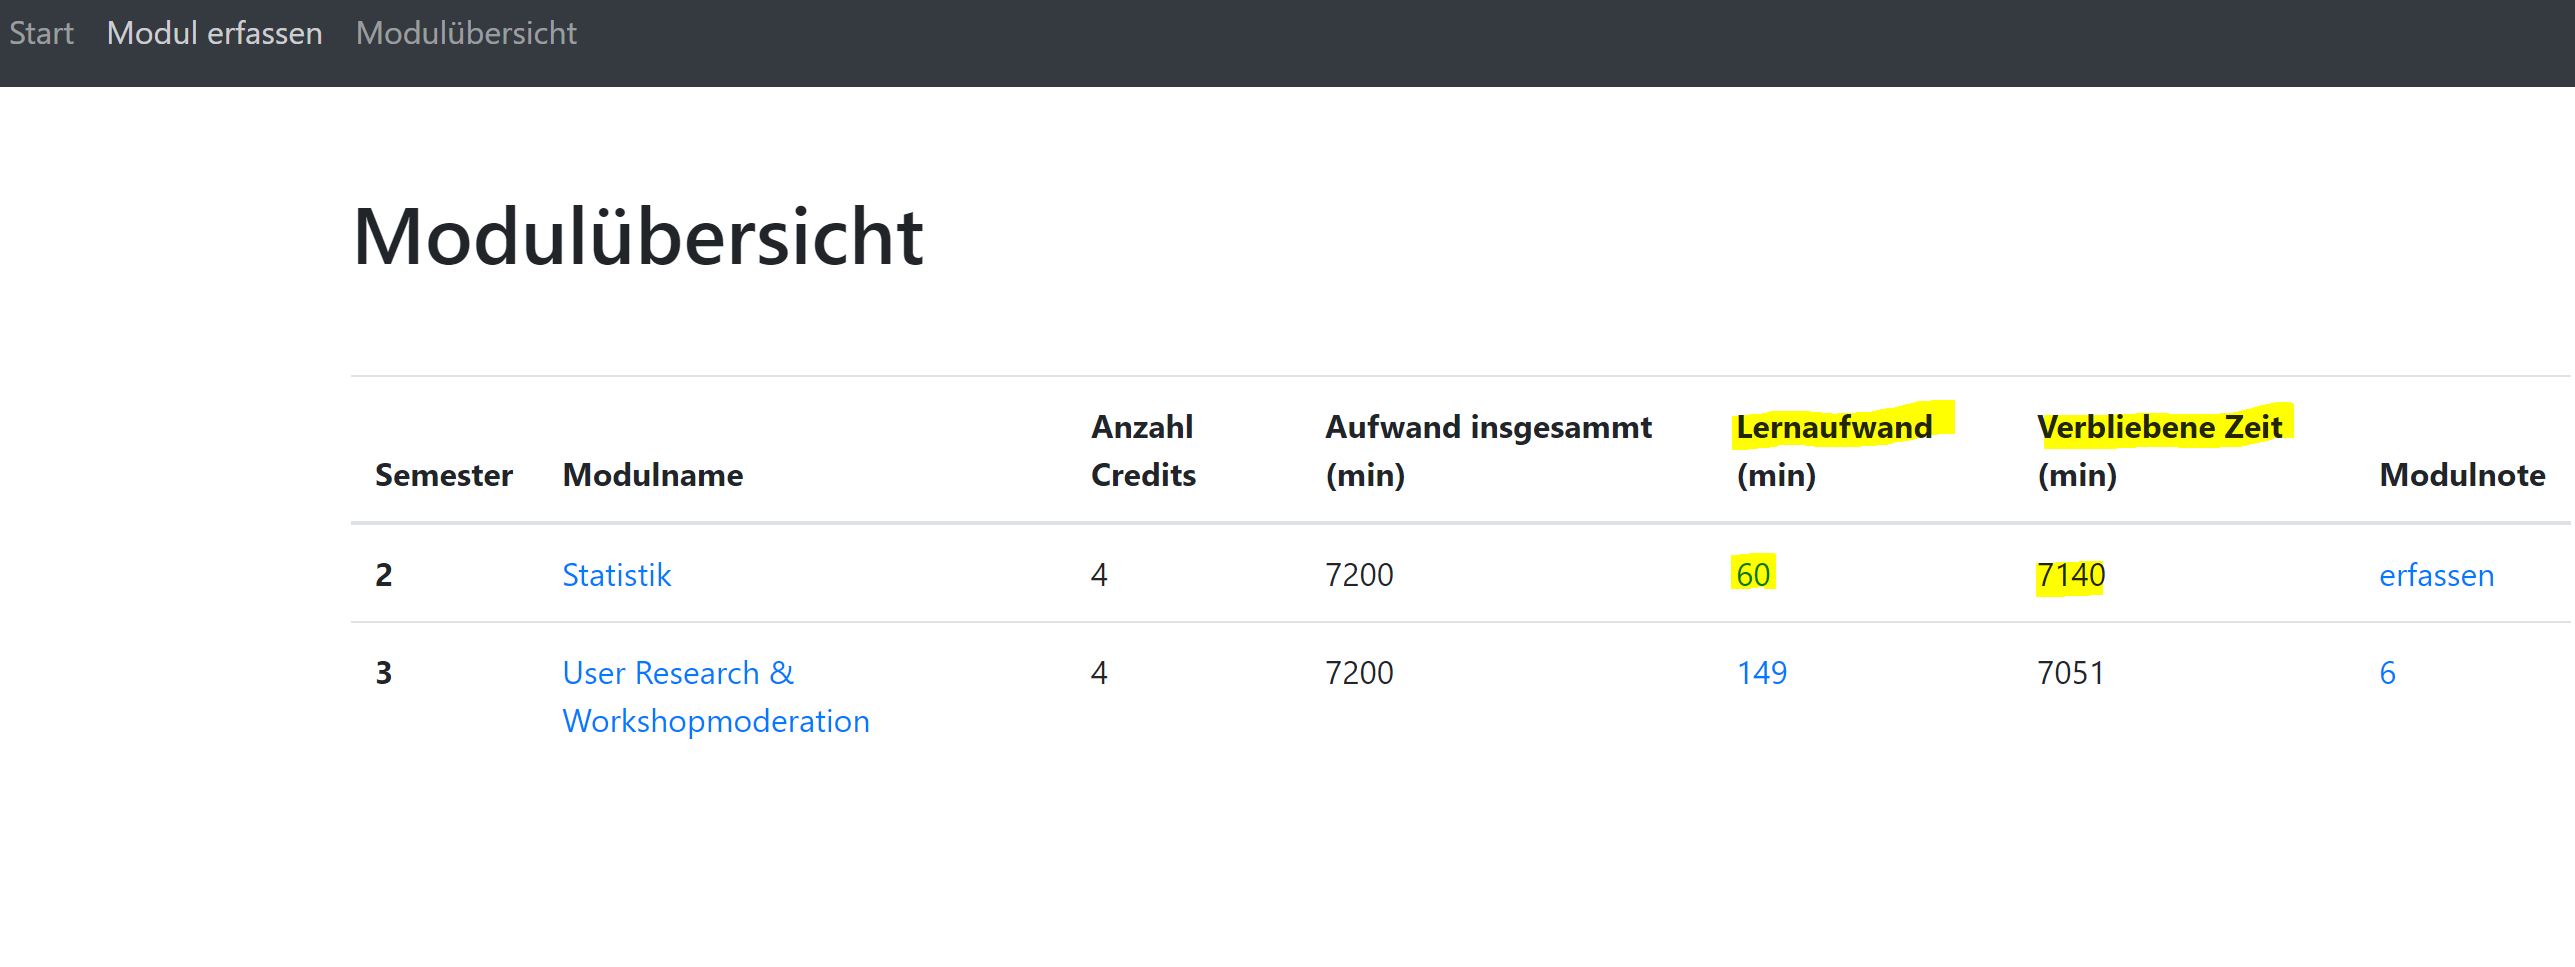 Start Modul erfassen Modulübersicht
Modulübersicht
Semester Modulname Anzahl Credits Aufwand insgesammt (min) Lernaufwand (min) Verbliebene Zeit (min) Modulnote
2 Statistik 4 7200 60 7140 erfassen
3 User Research & 4 7200 149 7051 6
Workshopmoderation